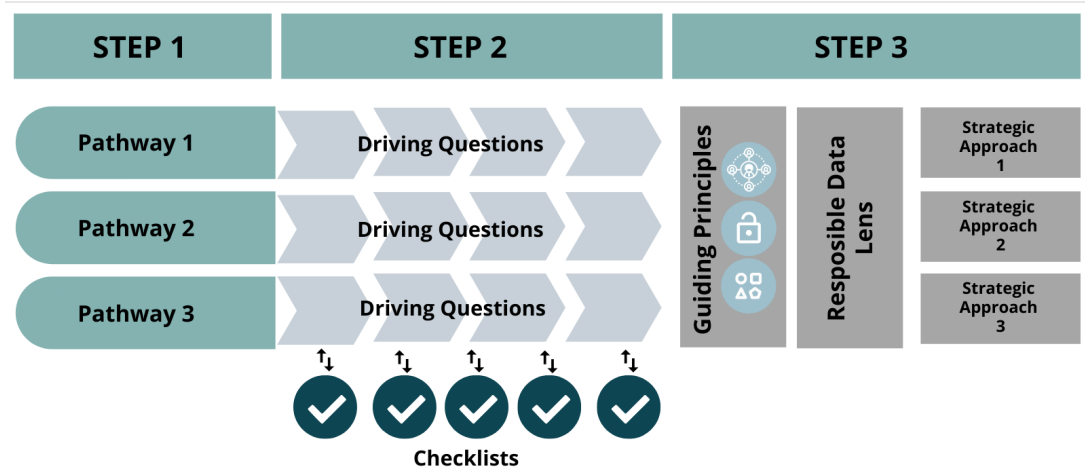 STEP 1
STEP 2
STEP 3
Pathway 1
Driving Questions
Pathway 2
Driving Questions
Pathway 3
Driving Questions
Guiding Principles
Resposible Data
Lens
Strategic
Approach
1
Strategic
Approach
2
Strategic
Approach
3
Checklists